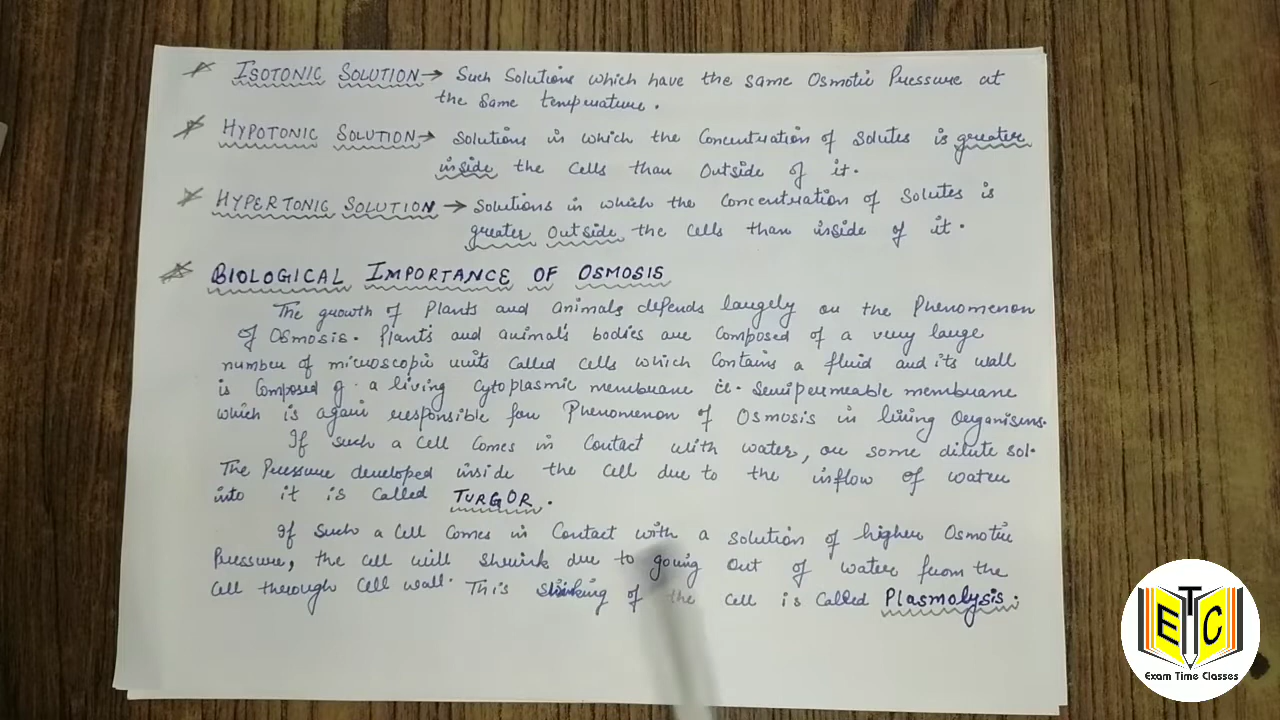 ISOTONIC SOLUTION → Such Solutions which have the same Osmotic Pressure at
the same temperature.
HYPOTONIC SOLUTION → Solutions in which the Concentration of Solutes is greater
inside the Cells than Outside of it.
HYPERTONIC SOLUTION → Solutions in which the Concentration of Solutes is
greater outside the cells than inside of it.
BIOLOGICAL IMPORTANCE OF OSMOSIS
The growth of Plants and animals depends largely on the Phenomenon
of Osmosis. Plants and animal's bodies are composed of a very large
number of microscopic units called cells which contains a fluid and its wall
is composed of a living cytoplasmic membrane ie. Semipermeable membrane
which is again responsible for Phenomenon of Osmosis in living Organisms.
If such a cell comes in Contact with water, or some dilute sol.
The Pressure developed inside the cell due to the inflow of water
into it is called TURGOR.
If such a cell comes in Contact with a solution of higher Osmotic
Pressure, the cell will shrink due to going out of water from the
cell through cell wall. This shrinking of the cell is called Plasmolysis.
ETC
Exam Time Classes